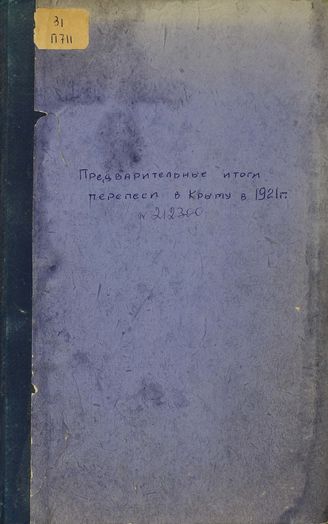 31
П711
Предварительные итоги
переписи в Крыму в 1921г.
№ 212300